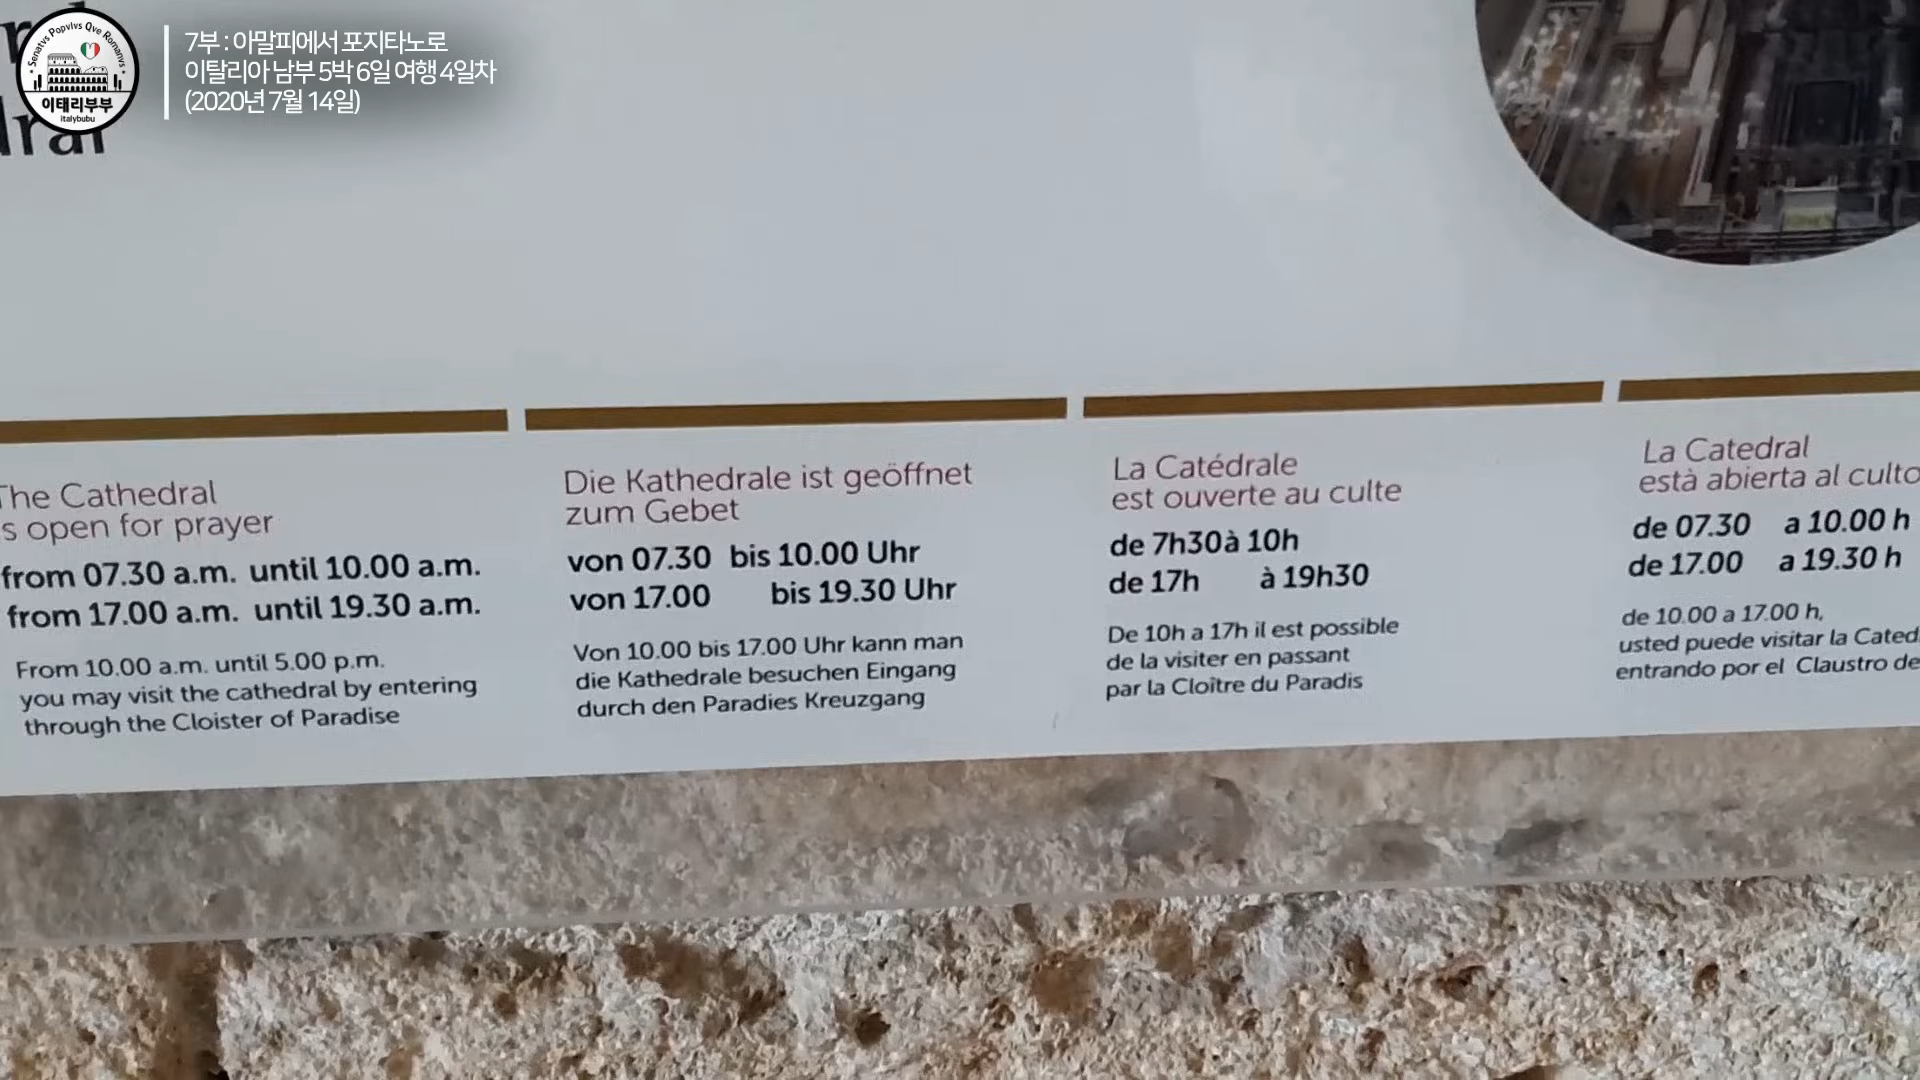 Senatvs Popvlvs Qve Romanvs
이태리부부
italybubu
7부 : 아말피에서 포지타노로
이탈리아 남부 5박 6일 여행 4일차
(2020년 7월 14일)
The Cathedral
is open for prayer
from 07.30 a.m. until 10.00 a.m.
from 17.00 a.m. until 19.30 a.m.
From 10.00 a.m. until 5.00 p.m.
you may visit the cathedral by entering
through the Cloister of Paradise
Die Kathedrale ist geöffnet
zum Gebet
von 07.30 bis 10.00 Uhr
von 17.00 bis 19.30 Uhr
Von 10.00 bis 17.00 Uhr kann man
die Kathedrale besuchen Eingang
durch den Paradies Kreuzgang
La Catédrale
est ouverte au culte
de 7h30à 10h
de 17h à 19h30
De 10h a 17h il est possible
de la visiter en passant
par la Cloître du Paradis
La Catedral
està abierta al culto
de 07.30 a 10.00 h
de 17.00 a 19.30 h
de 10.00 a 17.00 h,
usted puede visitar la Cated
entrando por el Claustro de